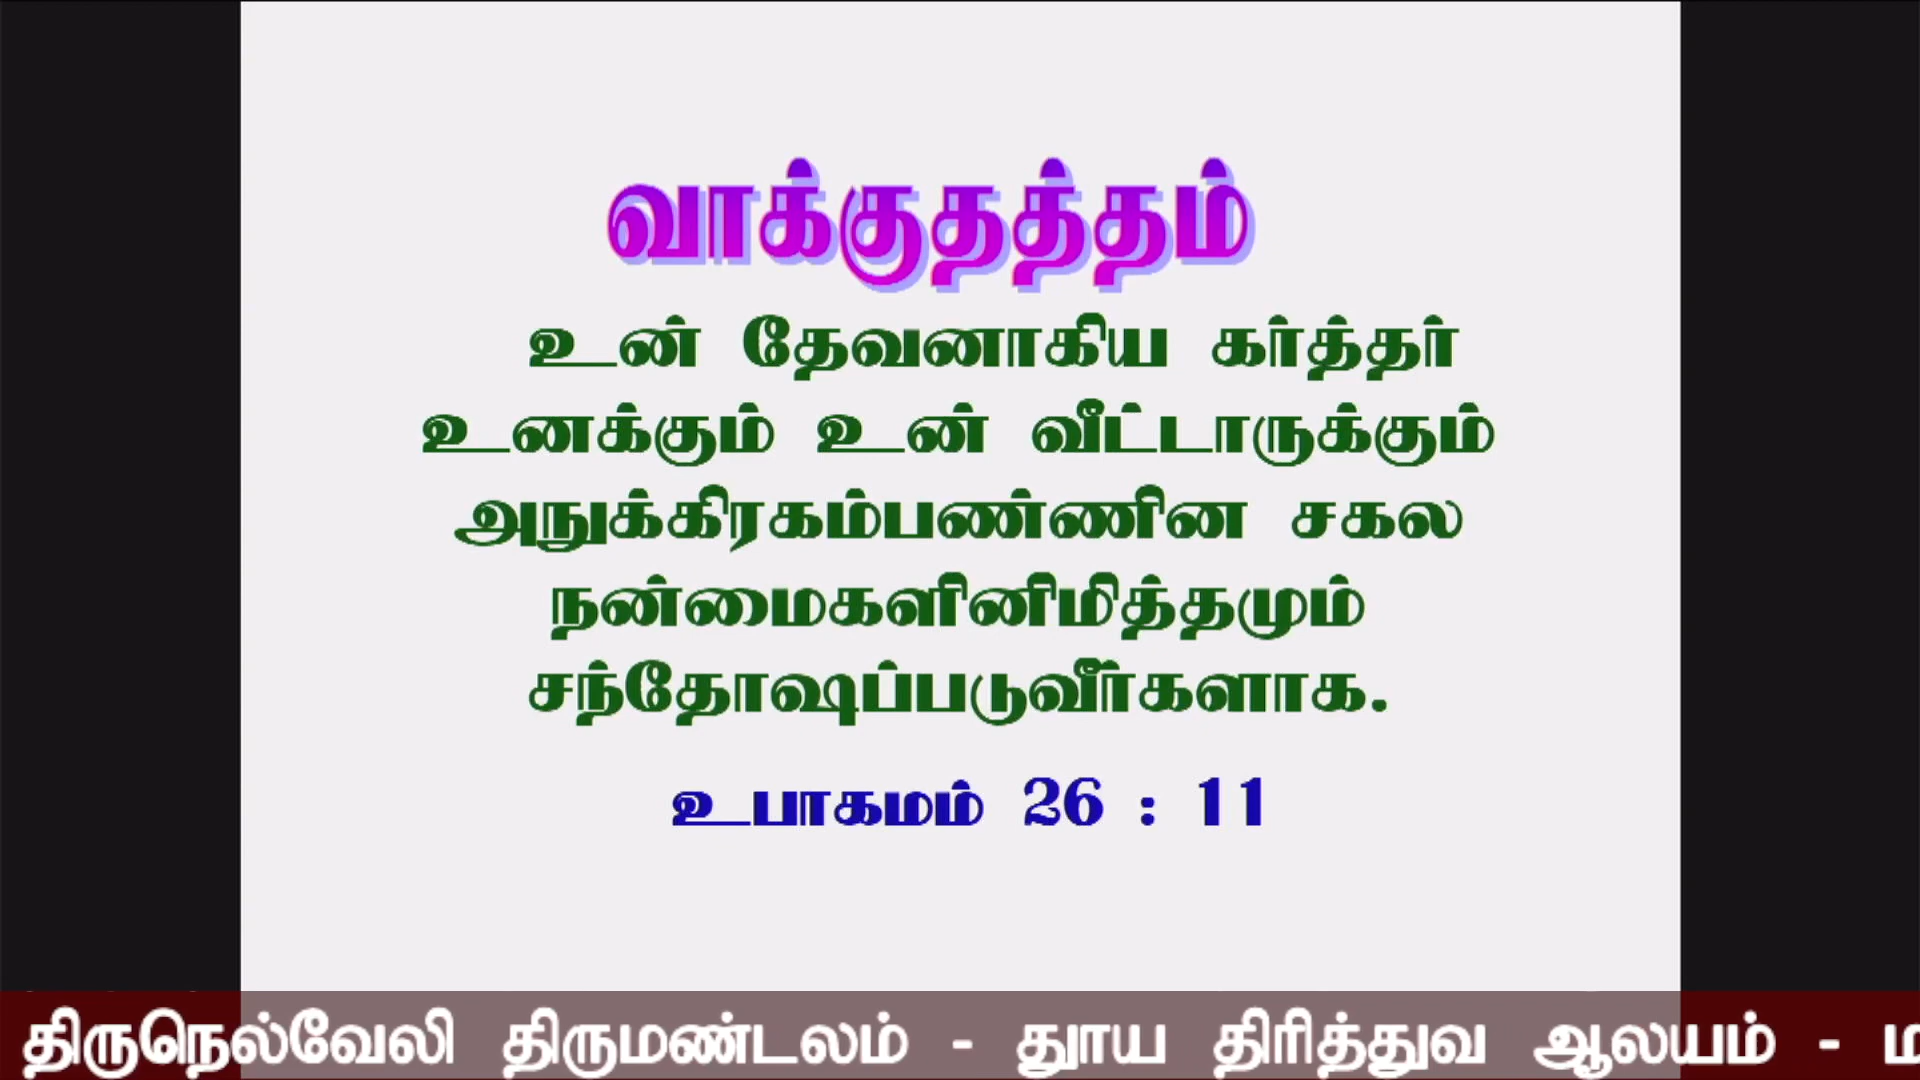 வாக்குதத்தம்
உன் தேவனாகிய கர்த்தர்
உனக்கும் உன் வீட்டாருக்கும்
அநுக்கிரகம்பண்ணின சகல
நன்மைகளினிமித்தமும்
சந்தோஷப்படுவீர்களாக.
உபாகமம் 26 : 11
திருநெல்வேலி திருமண்டலம் - தூய திரித்துவ ஆலயம் -